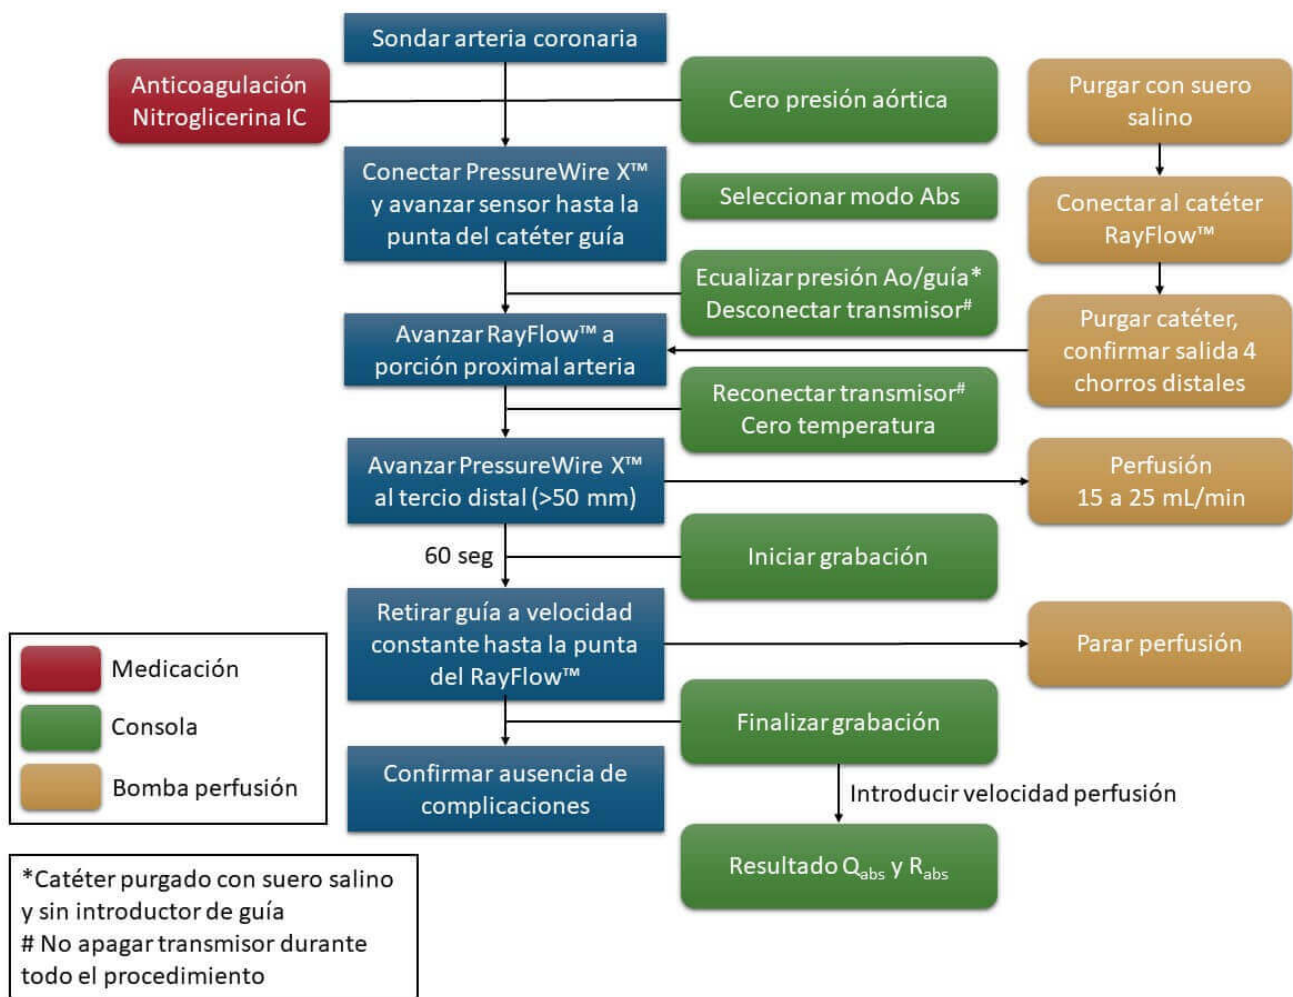 Sondar arteria coronaria
Anticoagulación
Nitroglicerina IC
Cero presión aórtica
Purgar con suero
salino
Conectar PressureWire X™
y avanzar sensor hasta la
punta del catéter guía
Seleccionar modo Abs
Conectar al catéter
RayFlow™
Ecualizar presión Ao/guía*
Desconectar transmisor#
Avanzar RayFlow™ a
porción proximal arteria
Purgar catéter,
confirmar salida 4
chorros distales
Reconectar transmisor#
Cero temperatura
Avanzar PressureWire X™
al tercio distal (>50 mm)
Perfusión
15 a 25 mL/min
60 seg
Iniciar grabación
Retirar guía a velocidad
constante hasta la punta
del RayFlow™
Parar perfusión
Finalizar grabación
Confirmar ausencia de
complicaciones
Introducir velocidad perfusión
Resultado Qabs y Rabs
Medicación
Consola
Bomba perfusión
*Catéter purgado con suero salino
y sin introductor de guía
# No apagar transmisor durante
todo el procedimiento